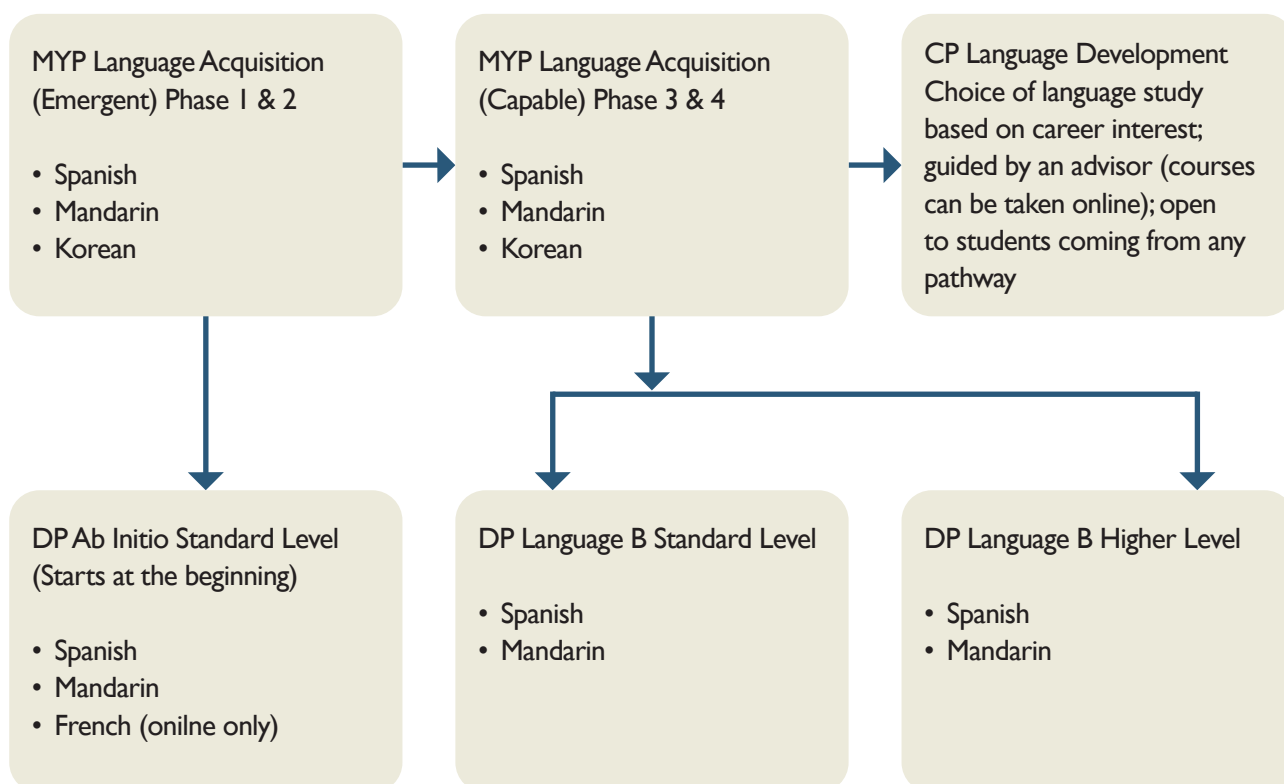 MYP Language Acquisition
(Emergent) Phase 1 & 2
• Spanish
• Mandarin
• Korean
MYP Language Acquisition
(Capable) Phase 3 & 4
• Spanish
• Mandarin
• Korean
CP Language Development
Choice of language study
based on career interest;
guided by an advisor (courses
can be taken online); open
to students coming from any
pathway
DP Ab Initio Standard Level
(Starts at the beginning)
• Spanish
• Mandarin
• French (onilne only)
DP Language B Standard Level
• Spanish
• Mandarin
DP Language B Higher Level
• Spanish
• Mandarin